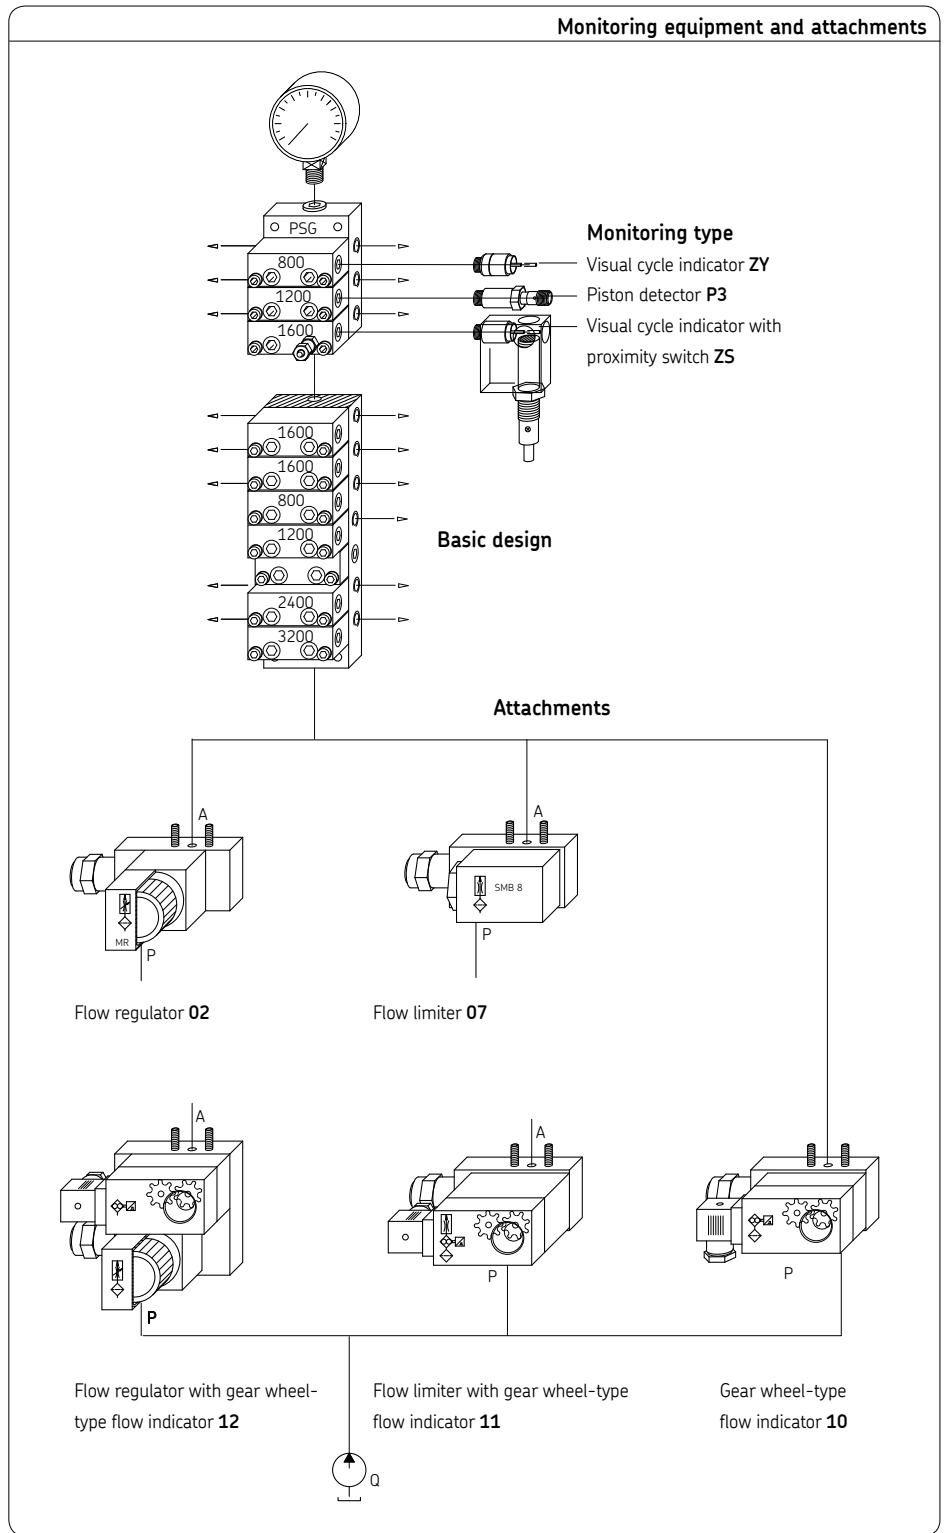 Monitoring equipment and attachments
PSG
800
1200
1600
Monitoring type
Visual cycle indicator ZY
Piston detector P3
Visual cycle indicator with
proximity switch ZS
1600
1600
800
1200
2400
3200
Basic design
Attachments
A
MR
P
A
SMB 8
P
Flow regulator 02
Flow limiter 07
A
P
A
P
P
Flow regulator with gear wheel-
type flow indicator 12
Flow limiter with gear wheel-type
flow indicator 11
Gear wheel-type
flow indicator 10
Q